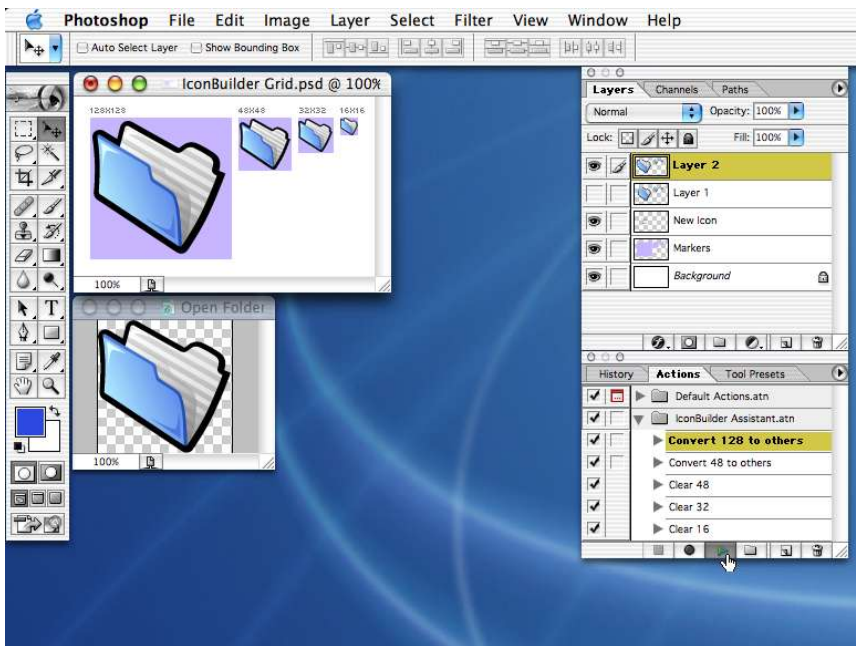 Photoshop File Edit Image Layer Select Filter View Window Help
Auto Select Layer Show Bounding Box
IconBuilder Grid.psd @ 100%
128X128 48X48 32X32 16X16
100%
Open Folder
100%
Layers Channels Paths
Normal Opacity: 100%
Lock: Fill: 100%
Layer 2
Layer 1
New Icon
Markers
Background
History Actions Tool Presets
Default Actions.atn
IconBuilder Assistant.atn
Convert 128 to others
Convert 48 to others
Clear 48
Clear 32
Clear 16